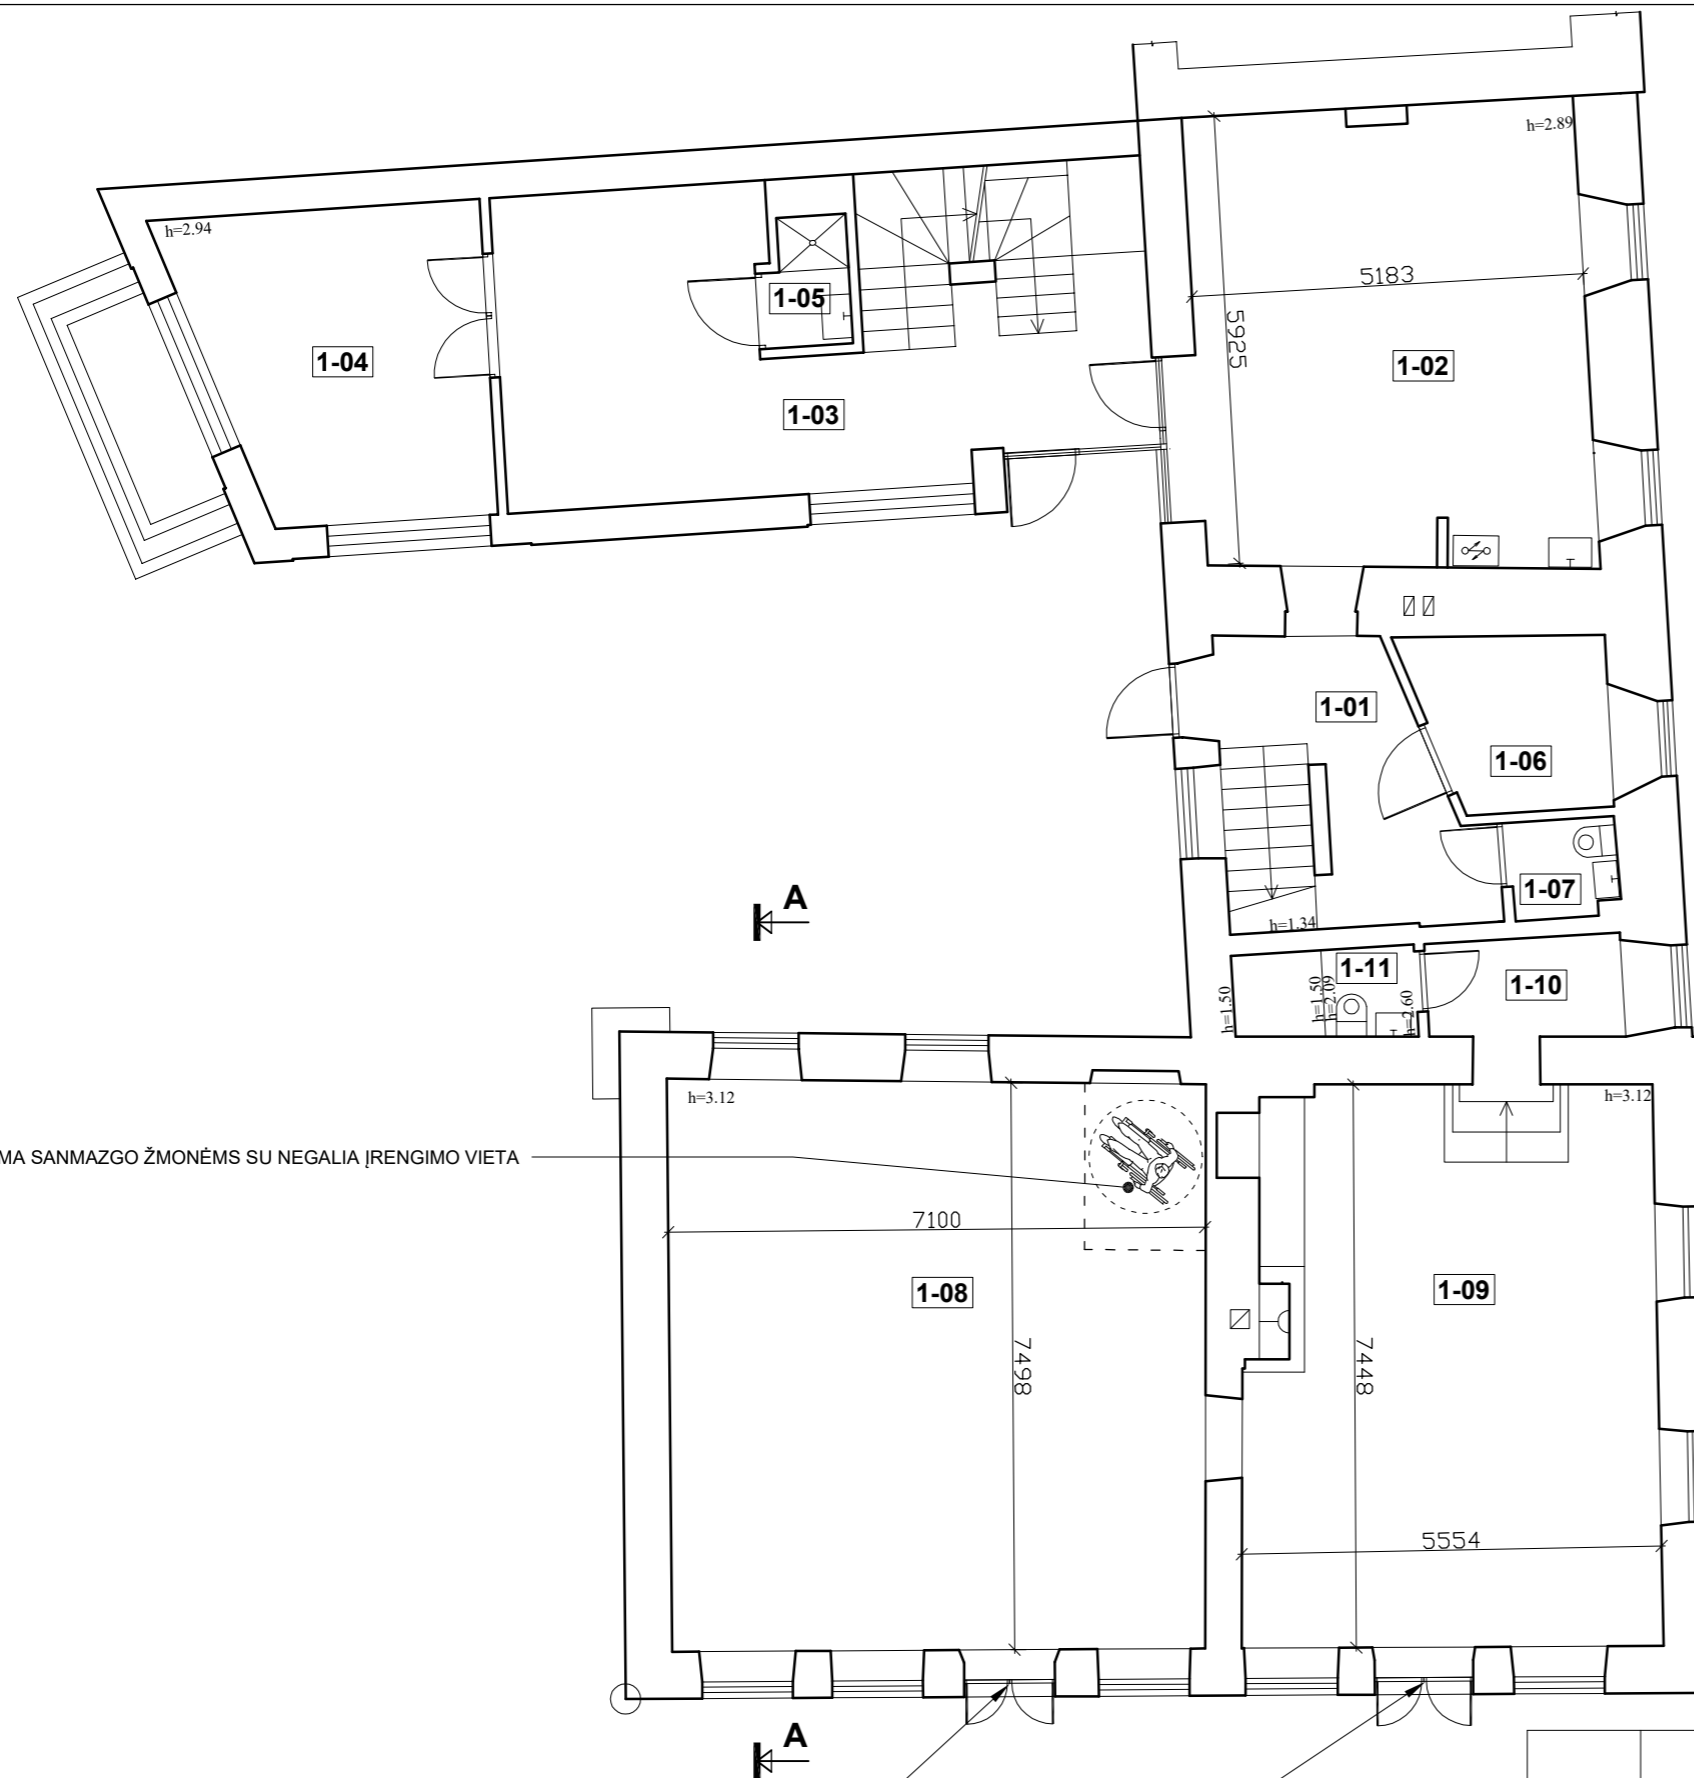 h=2.89
h=2.94
5183
1-05
5925
1-04
1-02
1-03
1-01
1-06
1-07
A
h=1.34
1-11
1-10
h=1.50
h=1.50
h=2.09
h=2.60
h=3.12
h=3.12
MA SANMAZGO ŽMONĖMS SU NEGALIA ĮRENGIMO VIETA
7100
1-08
1-09
7498
7448
5554
A